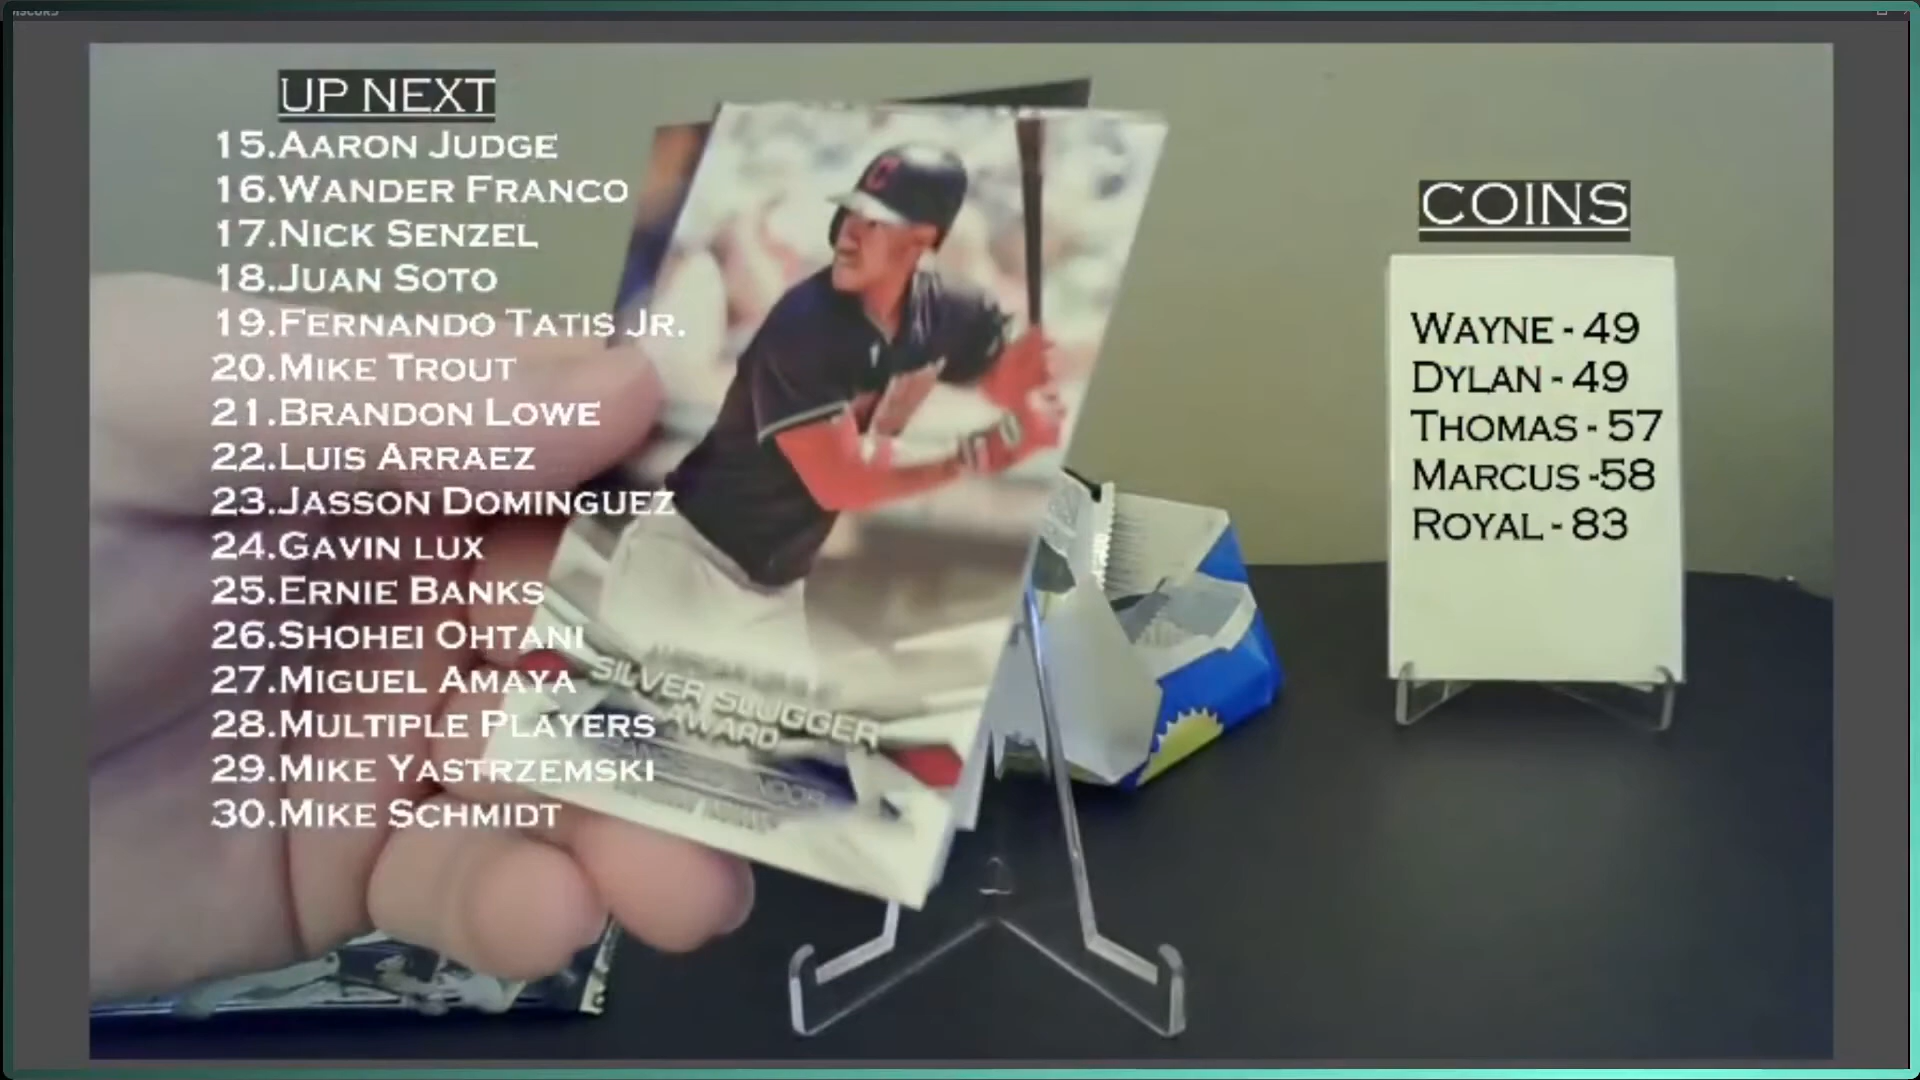 UP NEXT
15.AARON JUDGE
16.WANDER FRANCO
17.NICK SENZEL
18.JUAN SOTO
19.FERNANDO TATIS JR.
20.MIKE TROUT
21.BRANDON LOWE
22.LUIS ARRAEZ
23.JASSON DOMINGUEZ
24.GAVIN LUX
25.ERNIE BANKS
26.SHOHEI OHTANI
27.MIGUEL AMAYA
28.MULTIPLE PLAYERS
29.MIKE YASTRZEMSKI
30.MIKE SCHMIDT
C
SILVER SLUGGER
AWARD
COINS
WAYNE - 49
DYLAN - 49
THOMAS - 57
MARCUS -58
ROYAL - 83